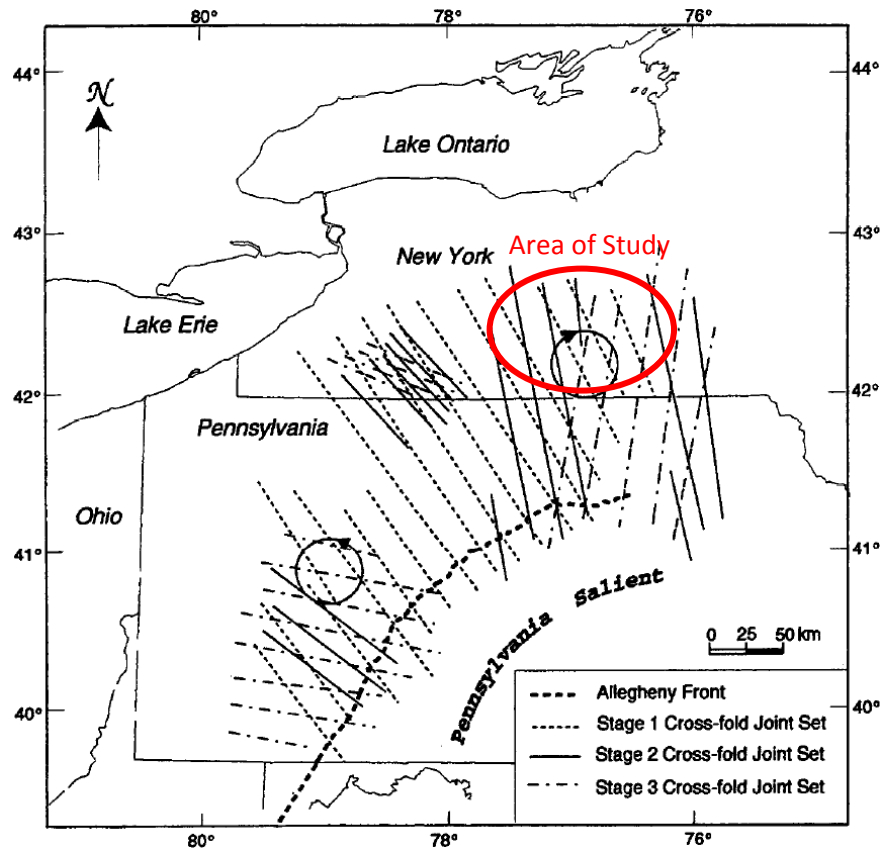 80°
78°
76°
44°
44°
N
Lake Ontario
43°
43°
Area of Study
New York
Lake Erie
42°
42°
Pennsylvania
Ohio
41°
41°
Pennsylvania Salient
0 25 50 km
40°
40°
Allegheny Front
Stage 1 Cross-fold Joint Set
Stage 2 Cross-fold Joint Set
Stage 3 Cross-fold Joint Set
80°
78°
76°